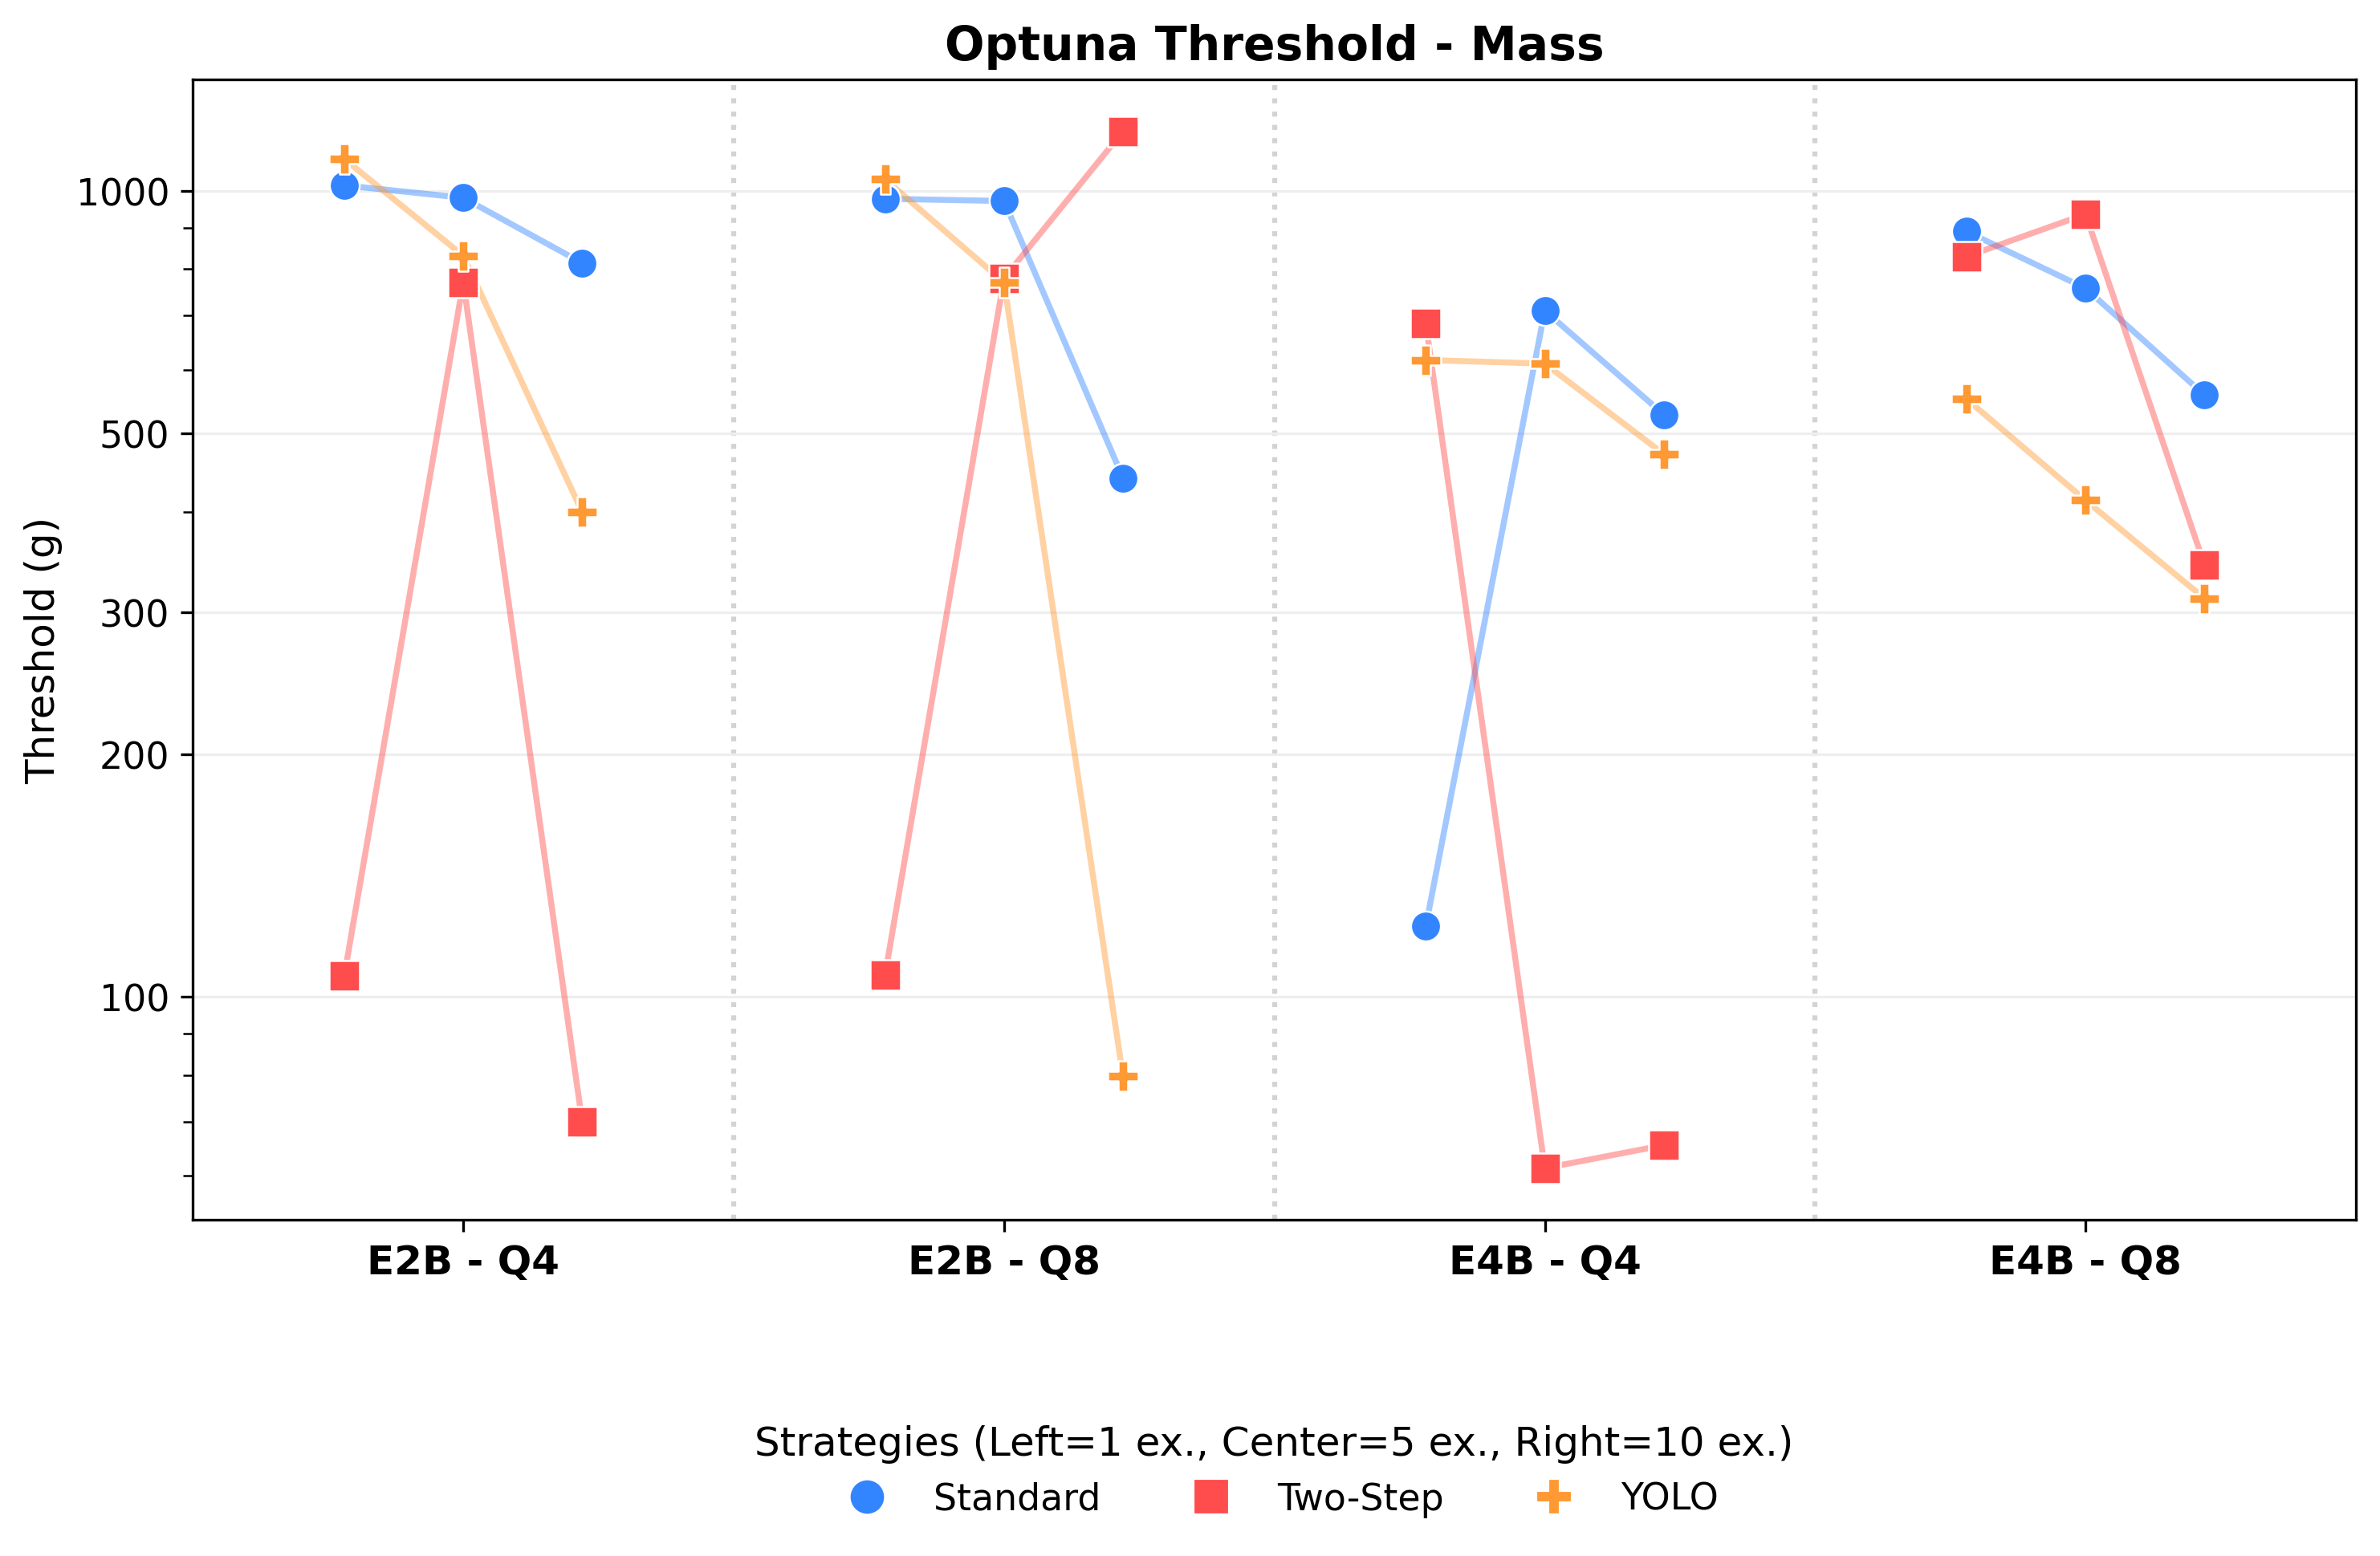 Optuna Threshold - Mass
Threshold (g)
1000
500
300
200
100
E2B - Q4
E2B - Q8
E4B - Q4
E4B - Q8
Strategies (Left=1 ex., Center=5 ex., Right=10 ex.)
Standard
Two-Step
YOLO